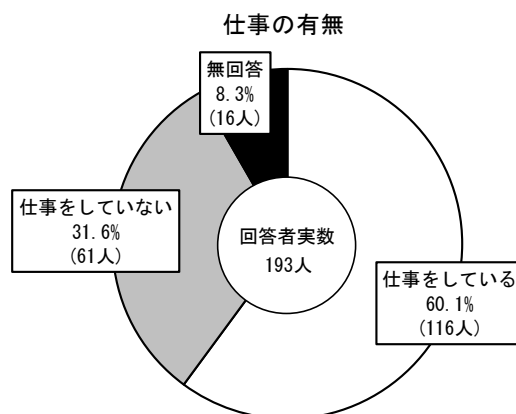 仕事の有無
無回答
8.3%
(16人)
仕事をしていない
31.6%
(61人)
回答者実数
193人
仕事をしている
60.1%
(116人)